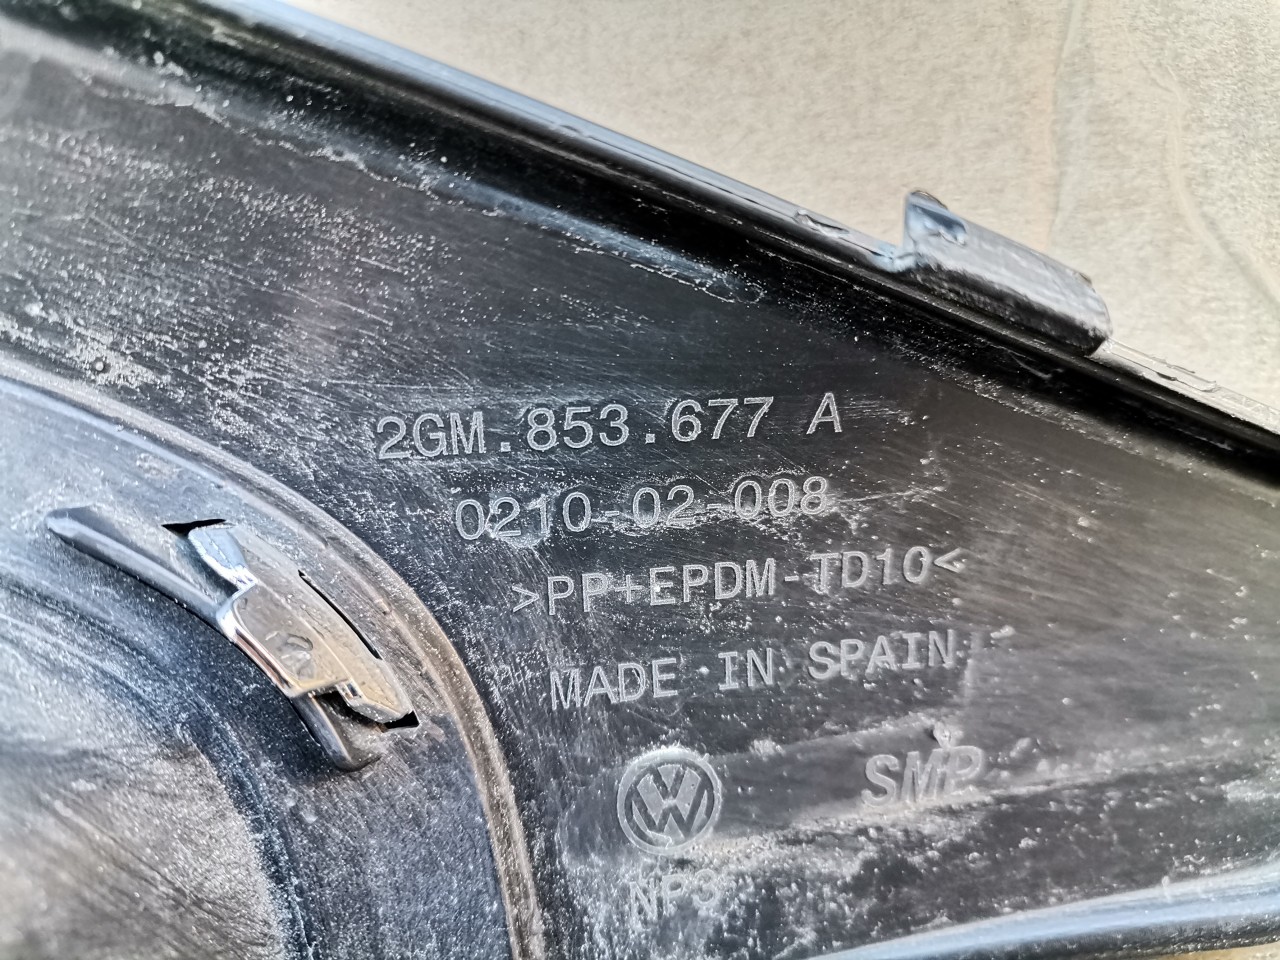 2GM.853.677 A
0210-02-008
>PP+EPDM-TD10<
MADE IN SPAIN
SMP
NP3